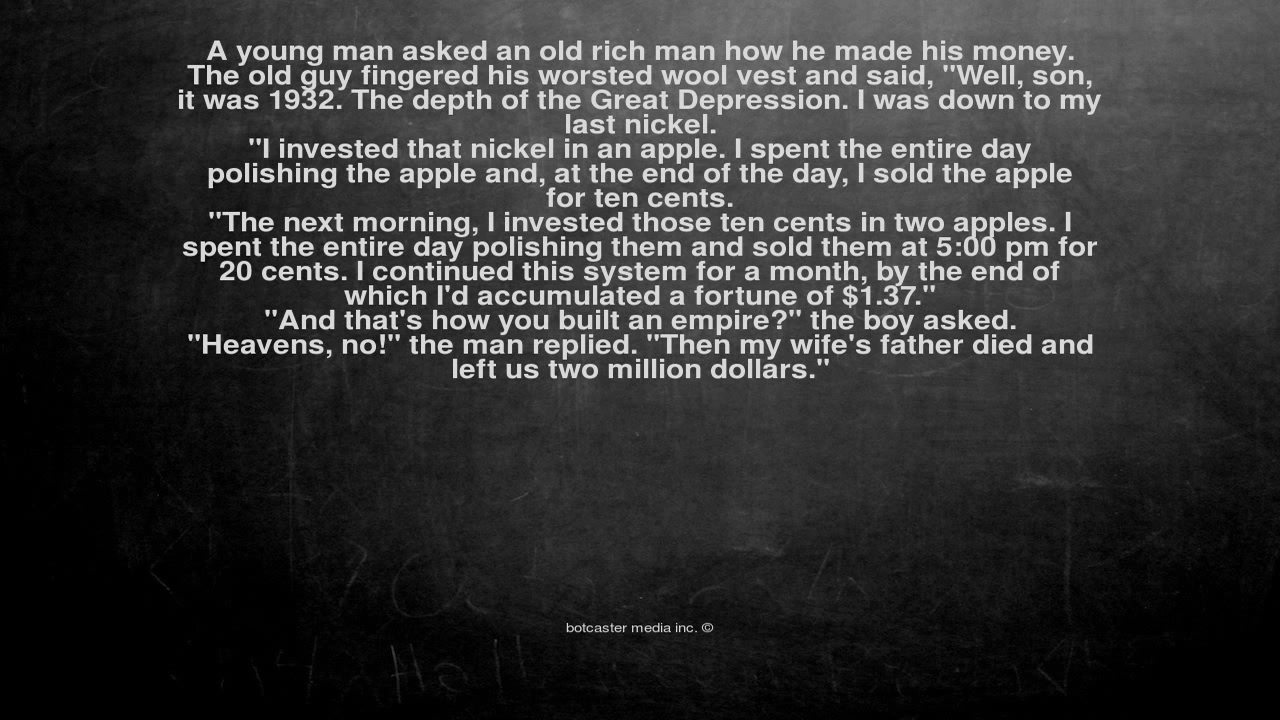 A young man asked an old rich man how he made his money.
The old guy fingered his worsted wool vest and said, "Well, son,
it was 1932. The depth of the Great Depression. I was down to my
last nickel.
"I invested that nickel in an apple. I spent the entire day
polishing the apple and, at the end of the day, I sold the apple
for ten cents.
"The next morning, I invested those ten cents in two apples. I
spent the entire day polishing them and sold them at 5:00 pm for
20 cents. I continued this system for a month, by the end of
which I'd accumulated a fortune of $1.37."
"And that's how you built an empire?" the boy asked.
"Heavens, no!" the man replied. "Then my wife's father died and
left us two million dollars."
botcaster media inc. ©